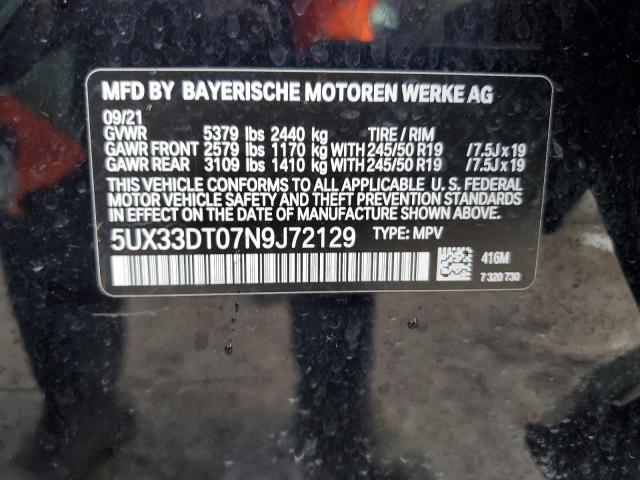 MFD BY BAYERISCHE MOTOREN WERKE AG
09/21
GVWR 5379 lbs 2440 kg TIRE / RIM
GAWR FRONT 2579 lbs 1170 kg WITH 245/50 R19 /7.5J x 19
GAWR REAR 3109 lbs 1410 kg WITH 245/50 R19 /7.5J x 19
THIS VEHICLE CONFORMS TO ALL APPLICABLE U. S. FEDERAL
MOTOR VEHICLE SAFETY AND THEFT PREVENTION STANDARDS
IN EFFECT ON THE DATE OF MANUFACTURE SHOWN ABOVE.
5UX33DT07N9J72129 TYPE: MPV
416M
7 320 730